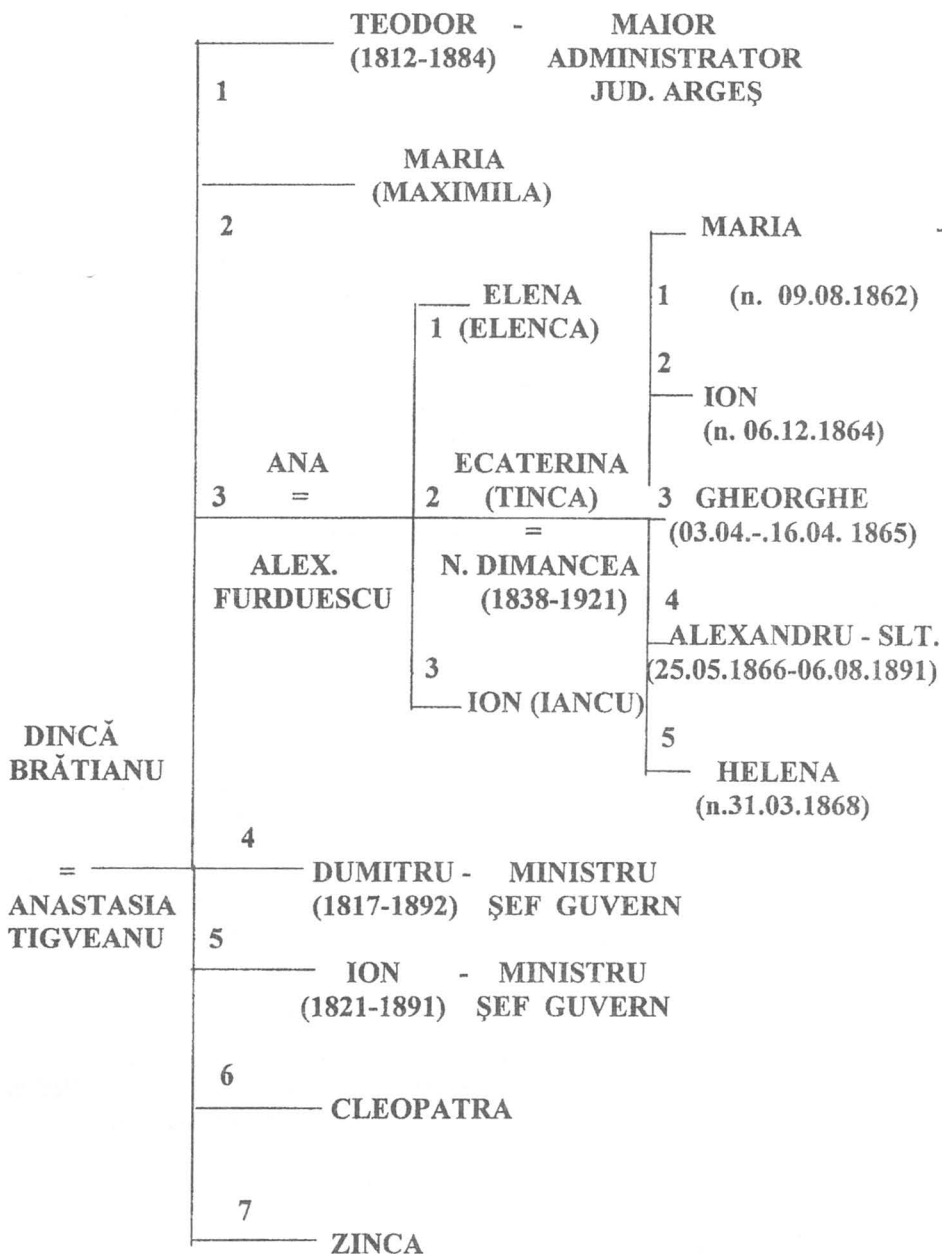 TEODOR - MAIOR
(1812-1884) ADMINISTRATOR
JUD. ARGEŞ
1
MARIA
(MAXIMILA)
2
MARIA -
ELENA
1 (ELENCA)
1 (n. 09.08.1862)
2
ION
(n. 06.12.1864)
ANA
3 =
ALEX.
FURDUESCU
ECATERINA
2 (TINCA)
=
N. DIMANCEA
(1838-1921)
3 GHEORGHE
(03.04.-.16.04. 1865)
4
ALEXANDRU - SLT.
(25.05.1866-06.08.1891)
3
ION (IANCU)
5
HELENA
(n.31.03.1868)
DINCĂ
BRĂTIANU
=
ANASTASIA
TIGVEANU
4
DUMITRU - MINISTRU
(1817-1892) ŞEF GUVERN
5
ION - MINISTRU
(1821-1891) ŞEF GUVERN
6
CLEOPATRA
7
ZINCA